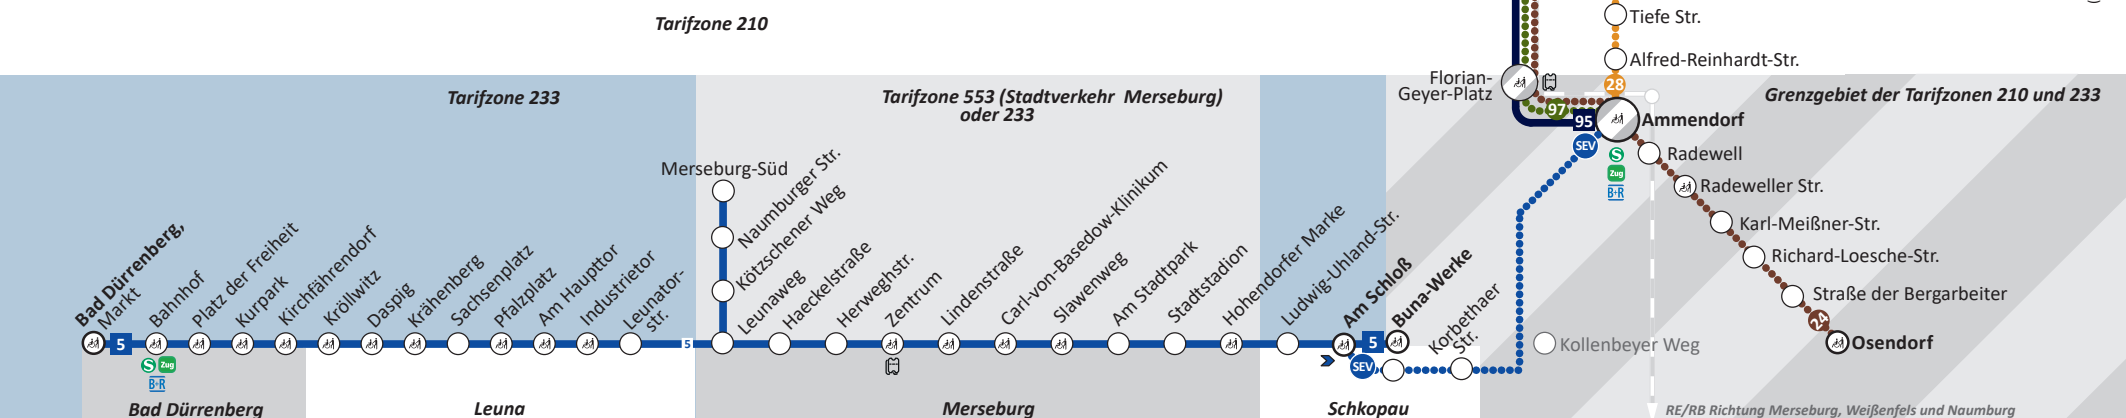 Tarifzone 210
Tiefe Str.
Alfred-Reinhardt-Str.
Florian-
Geyer-Platz
28
Tarifzone 233
Tarifzone 553 (Stadtverkehr Merseburg)
oder 233
Grenzgebiet der Tarifzonen 210 und 233
97
95
Ammendorf
SEV
S
Zug
B+R
Radewell
Radeweller Str.
Karl-Meißner-Str.
Richard-Loesche-Str.
Straße der Bergarbeiter
24
Osendorf
Merseburg-Süd
Naumburger Str.
Kötzschener Weg
Bad Dürrenberg,
Markt
5
Bahnhof
S
Zug
B+R
Platz der Freiheit
Kurpark
Kirchfährendorf
Kröllwitz
Daspig
Krähenberg
Sachsenplatz
Pfalzplatz
Am Haupttor
Industrietor
Leunator-
str.
5
Leunaweg
Haeckelstraße
Herweghstr.
Zentrum
Lindenstraße
Carl-von-Basedow-Klinikum
Slawenweg
Am Stadtpark
Stadtstadion
Hohendorfer Marke
Ludwig-Uhland-Str.
Am Schloß
5
SEV
Buna-Werke
Korbethaer
Str.
Kollenbeyer Weg
Bad Dürrenberg
Leuna
Merseburg
Schkopau
RE/RB Richtung Merseburg, Weißenfels und Naumburg